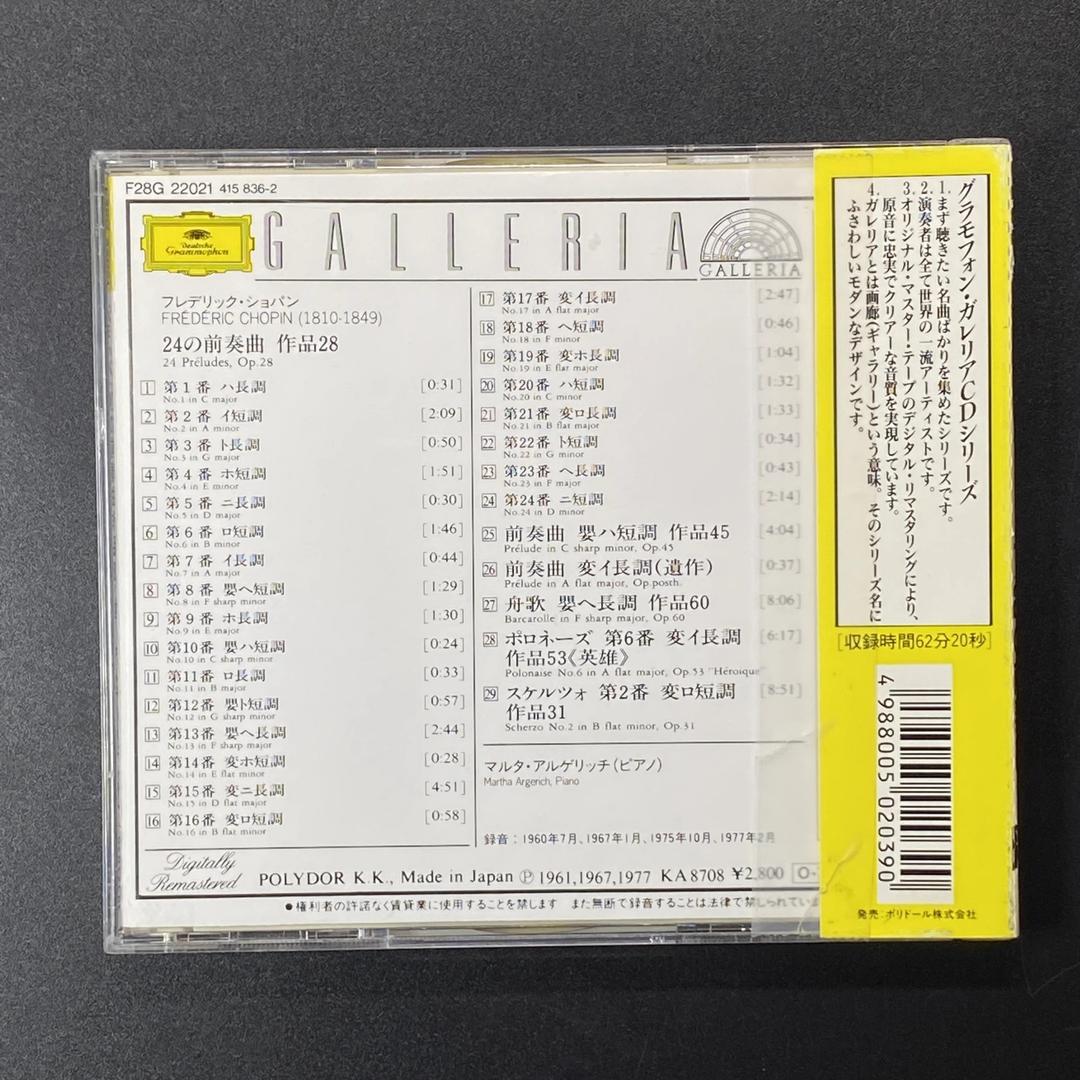 F28G 22021 415 836-2
Deutsche
Grammophon
GALLERIA
GALLERIA
フレデリック・ショパン
FRÉDÉRIC CHOPIN (1810-1849)
24の前奏曲 作品28
24 Préludes, Op.28
1 第1番 ハ長調 [0:31]
No.1 in C major
2 第2番 イ短調 [2:09]
No.2 in A minor
3 第3番 ト長調 [0:50]
No.3 in G major
4 第4番 ホ短調 [1:51]
No.4 in E minor
5 第5番 ニ長調 [0:30]
No.5 in D major
6 第6番 ロ短調 [1:46]
No.6 in B minor
7 第7番 イ長調 [0:44]
No.7 in A major
8 第8番 嬰ヘ短調 [1:29]
No.8 in F sharp minor
9 第9番 ホ長調 [1:30]
No.9 in E major
10 第10番 嬰ハ短調 [0:24]
No.10 in C sharp minor
11 第11番 ロ長調 [0:33]
No.11 in B major
12 第12番 嬰ト短調 [0:57]
No.12 in G sharp minor
13 第13番 嬰ヘ長調 [2:44]
No.13 in F sharp major
14 第14番 変ホ短調 [0:28]
No.14 in E flat minor
15 第15番 変ニ長調 [4:51]
No.15 in D flat major
16 第16番 変ロ短調 [0:58]
No.16 in B flat minor
17 第17番 変イ長調 [2:47]
No.17 in A flat major
18 第18番 ヘ短調 [0:46]
No.18 in F minor
19 第19番 変ホ長調 [1:04]
No.19 in E flat major
20 第20番 ハ短調 [1:32]
No.20 in C minor
21 第21番 変ロ長調 [1:33]
No.21 in B flat major
22 第22番 ト短調 [0:34]
No.22 in G minor
23 第23番 ヘ長調 [0:43]
No.23 in F major
24 第24番 ニ短調 [2:14]
No.24 in D minor
25 前奏曲 嬰ハ短調 作品45 [4:04]
Prélude in C sharp minor, Op.45
26 前奏曲 変イ長調(遺作) [0:37]
Prélude in A flat major, Op.posth.
27 舟歌 嬰ヘ長調 作品60 [8:06]
Barcarolle in F sharp major, Op.60
28 ポロネーズ 第6番 変イ長調 [6:17]
作品53《英雄》
Polonaise No.6 in A flat major, Op.53 "Héroique"
29 スケルツォ 第2番 変ロ短調 [8:51]
作品31
Scherzo No.2 in B flat minor, Op.31
マルタ・アルゲリッチ(ピアノ)
Martha Argerich, Piano
録音：1960年7月、1967年1月、1975年10月、1977年2月
Digitally
Remastered
POLYDOR K.K., Made in Japan Ⓟ 1961,1967,1977 KA8708 ¥2,800
●権利者の許諾なく賃貸業に使用することを禁じます また無断で録音することは法律で禁じられていま
グラモフォン・ガレリアCDシリーズ
1.まず聴きたい名曲ばかりを集めたシリーズです。
2.演奏者は全て世界の一流アーティストです。
3.オリジナル・マスター・テープのデジタル・リマスタリングにより、
原音に忠実でクリアーな音質を実現しています。
4.ガレリアとは画廊(ギャラリー)という意味。そのシリーズ名に
ふさわしいモダンなデザインです。
[収録時間62分20秒]
4 988005 020390
発売：ポリドール株式会社